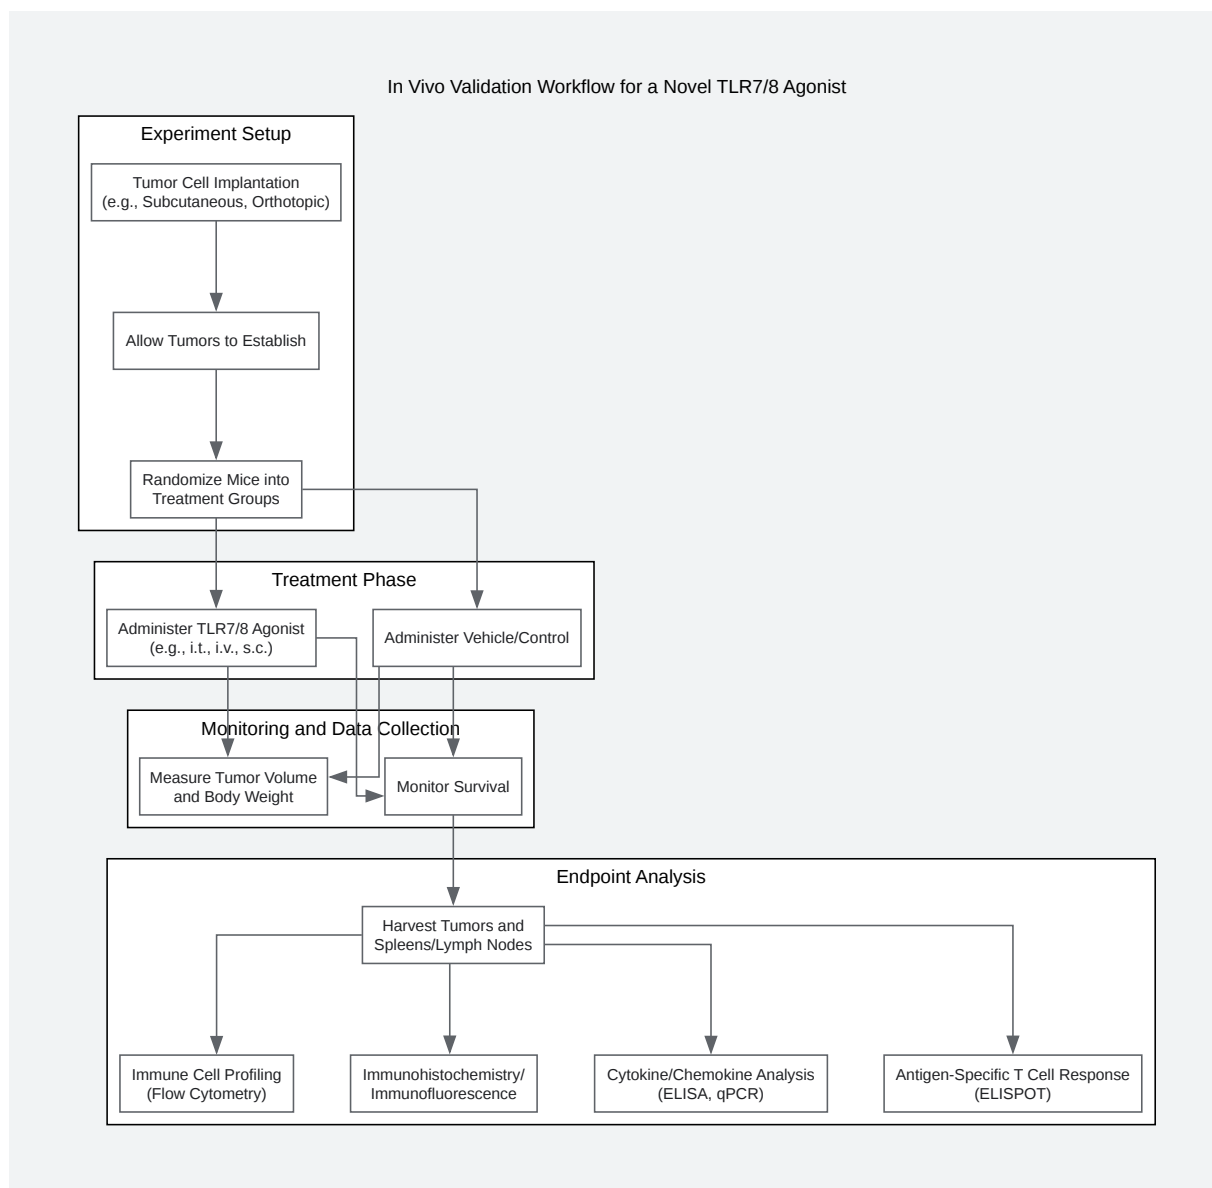 In Vivo Validation Workflow for a Novel TLR7/8 Agonist
Experiment Setup
Tumor Cell Implantation
(e.g., Subcutaneous, Orthotopic)
Allow Tumors to Establish
Randomize Mice into
Treatment Groups
Treatment Phase
Administer TLR7/8 Agonist
(e.g., i.t., i.v., s.c.)
Administer Vehicle/Control
Monitoring and Data Collection
Measure Tumor Volume
and Body Weight
Monitor Survival
Endpoint Analysis
Harvest Tumors and
Spleens/Lymph Nodes
Immune Cell Profiling
(Flow Cytometry)
Immunohistochemistry/
Immunofluorescence
Cytokine/Chemokine Analysis
(ELISA, qPCR)
Antigen-Specific T Cell Response
(ELISPOT)